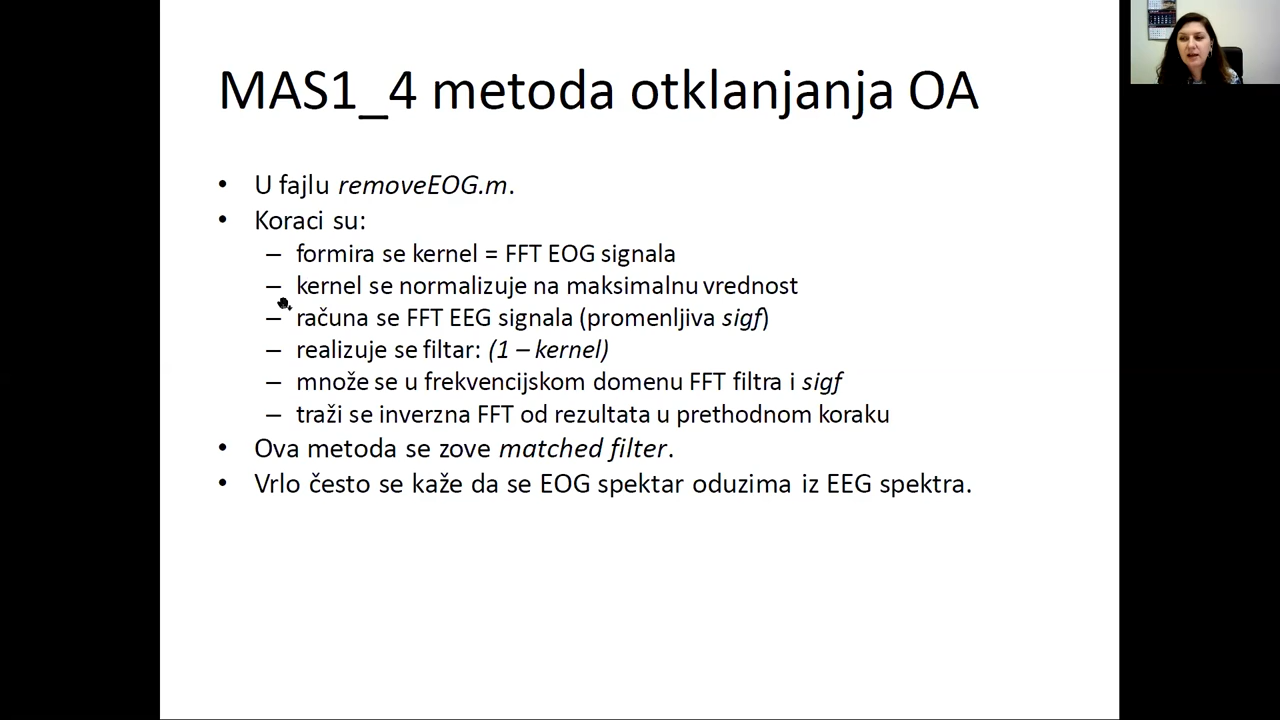 MAS1_4 metoda otklanjanja OA
• U fajlu removeEOG.m.
• Koraci su:
– formira se kernel = FFT EOG signala
– kernel se normalizuje na maksimalnu vrednost
– računa se FFT EEG signala (promenljiva sigf)
– realizuje se filtar: (1 – kernel)
– množe se u frekvencijskom domenu FFT filtra i sigf
– traži se inverzna FFT od rezultata u prethodnom koraku
• Ova metoda se zove matched filter.
• Vrlo često se kaže da se EOG spektar oduzima iz EEG spektra.